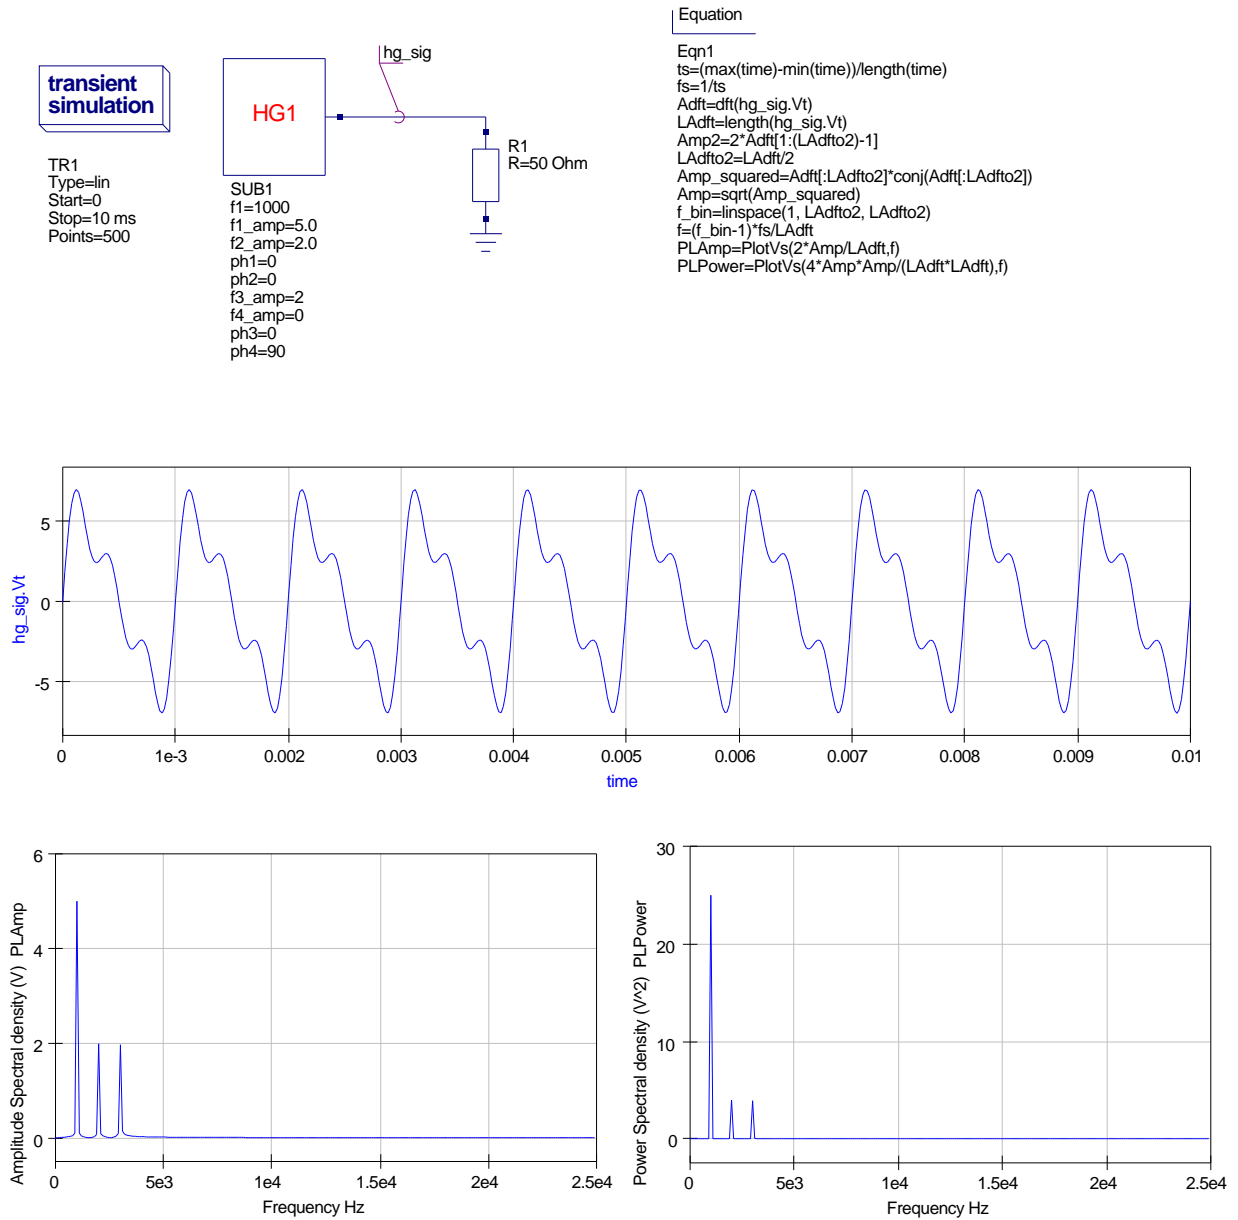 hg_sig
transient
simulation
HG1
TR1
Type=lin
Start=0
Stop=10 ms
Points=500
SUB1
f1=1000
f1_amp=5.0
f2_amp=2.0
ph1=0
ph2=0
f3_amp=2
f4_amp=0
ph3=0
ph4=90
R1
R=50 Ohm
Equation
Eqn1
ts=(max(time)-min(time))/length(time)
fs=1/ts
Adft=dft(hg_sig.Vt)
LAdft=length(hg_sig.Vt)
Amp2=2*Adft[1:(LAdfto2)-1]
LAdfto2=LAdft/2
Amp_squared=Adft[:LAdfto2]*conj(Adft[:LAdfto2])
Amp=sqrt(Amp_squared)
f_bin=linspace(1, LAdfto2, LAdfto2)
f=(f_bin-1)*fs/LAdft
PLAmp=PlotVs(2*Amp/LAdft,f)
PLPower=PlotVs(4*Amp*Amp/(LAdft*LAdft),f)
hg_sig.Vt
5
0
-5
0 1e-3 0.002 0.003 0.004 0.005 0.006 0.007 0.008 0.009 0.01
time
Amplitude Spectral density (V) PLAmp
6
4
2
0
0 5e3 1e4 1.5e4 2e4 2.5e4
Frequency Hz
Power Spectral density (V^2) PLPower
30
20
10
0
0 5e3 1e4 1.5e4 2e4 2.5e4
Frequency Hz